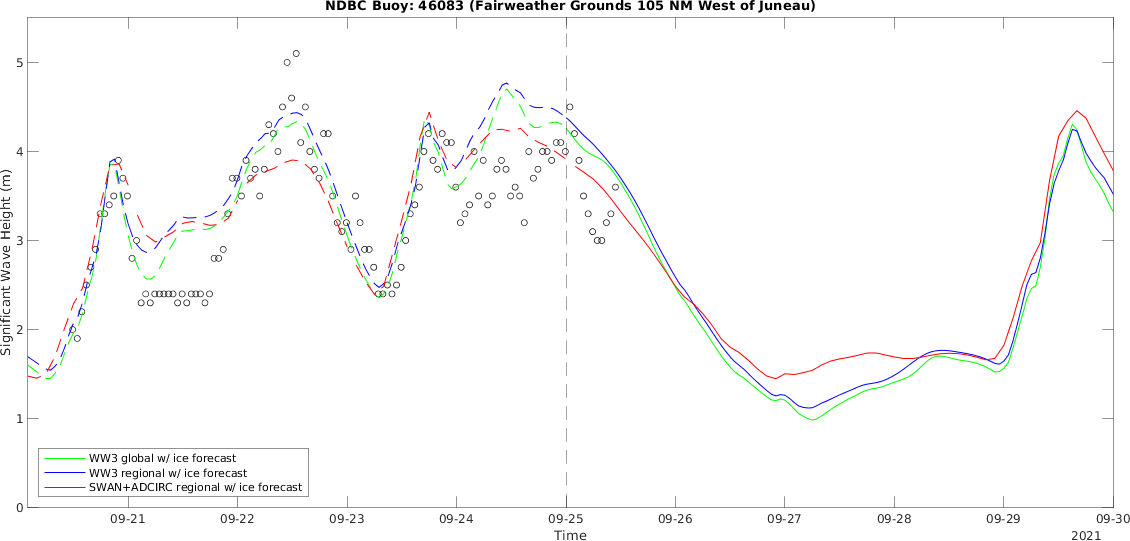 NDBC Buoy: 46083 (Fairweather Grounds 105 NM West of Juneau)
Significant Wave Height (m)
5
4
3
2
1
0
WW3 global w/ ice forecast
WW3 regional w/ ice forecast
SWAN+ADCIRC regional w/ ice forecast
09-21 09-22 09-23 09-24 09-25 09-26 09-27 09-28 09-29 09-30
Time
2021